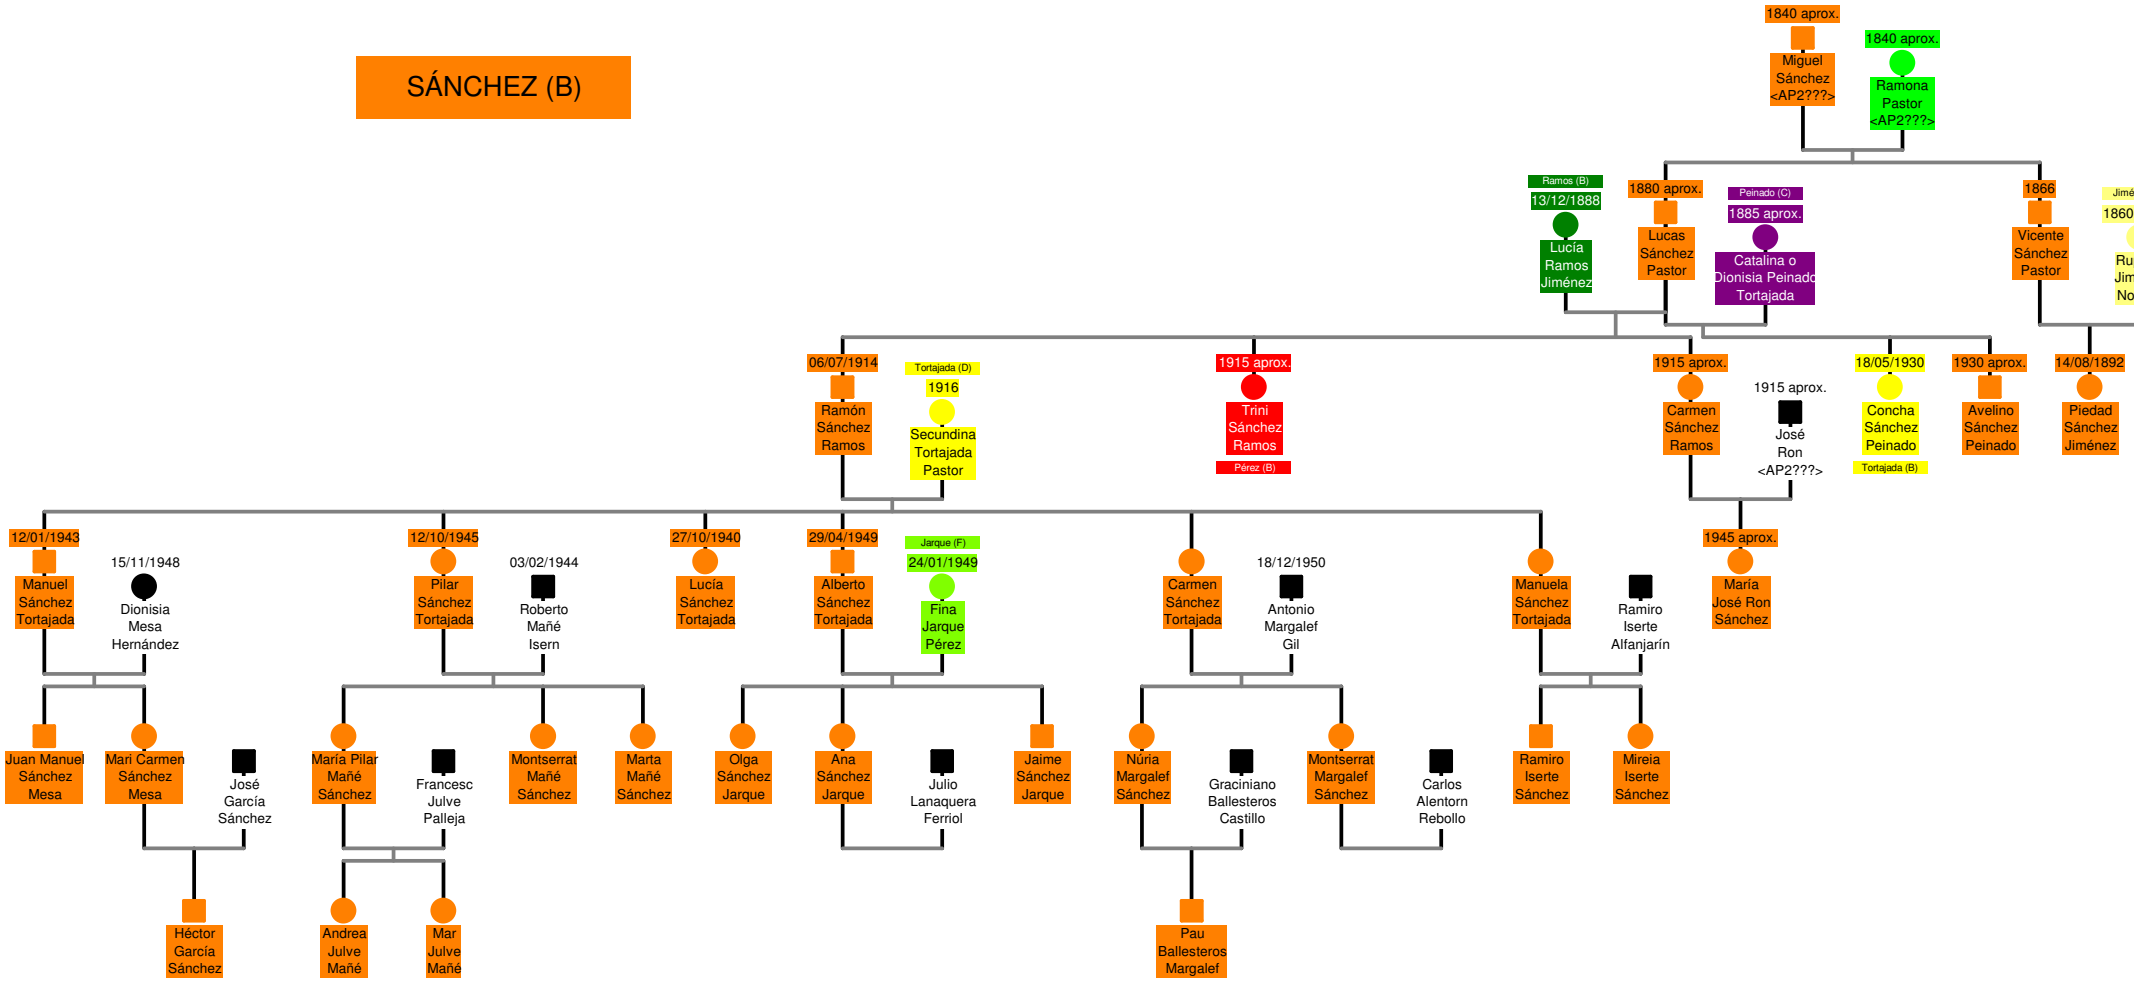 SÁNCHEZ (B)
1840 aprox.
Miguel
Sánchez
<AP2???>
1840 aprox.
Ramona
Pastor
<AP2???>
Ramos (B)
13/12/1888
Lucía
Ramos
Jiménez
1880 aprox.
Lucas
Sánchez
Pastor
Peinado (C)
1885 aprox.
Catalina o
Dionisia Peinado
Tortajada
1866
Vicente
Sánchez
Pastor
1860
06/07/1914
Ramón
Sánchez
Ramos
Tortajada (D)
1916
Secundina
Tortajada
Pastor
1915 aprox.
Trini
Sánchez
Ramos
Pérez (B)
1915 aprox.
Carmen
Sánchez
Ramos
1915 aprox.
José
Ron
<AP2???>
18/05/1930
Concha
Sánchez
Peinado
Tortajada (B)
1930 aprox.
Avelino
Sánchez
Peinado
14/08/1892
Piedad
Sánchez
Jiménez
12/01/1943
Manuel
Sánchez
Tortajada
15/11/1948
Dionisia
Mesa
Hernández
12/10/1945
Pilar
Sánchez
Tortajada
03/02/1944
Roberto
Mañé
Isern
27/10/1940
Lucía
Sánchez
Tortajada
29/04/1949
Alberto
Sánchez
Tortajada
Jarque (F)
24/01/1949
Fina
Jarque
Pérez
Carmen
Sánchez
Tortajada
18/12/1950
Antonio
Margalef
Gil
Manuela
Sánchez
Tortajada
Ramiro
Iserte
Alfanjarín
1945 aprox.
María
José Ron
Sánchez
Juan Manuel
Sánchez
Mesa
Mari Carmen
Sánchez
Mesa
José
García
Sánchez
María Pilar
Mañé
Sánchez
Francesc
Julve
Palleja
Montserrat
Mañé
Sánchez
Marta
Mañé
Sánchez
Olga
Sánchez
Jarque
Ana
Sánchez
Jarque
Julio
Lanaquera
Ferriol
Jaime
Sánchez
Jarque
Núria
Margalef
Sánchez
Graciniano
Ballesteros
Castillo
Montserrat
Margalef
Sánchez
Carlos
Alentorn
Rebollo
Ramiro
Iserte
Sánchez
Mireia
Iserte
Sánchez
Héctor
García
Sánchez
Andrea
Julve
Mañé
Mar
Julve
Mañé
Pau
Ballesteros
Margalef